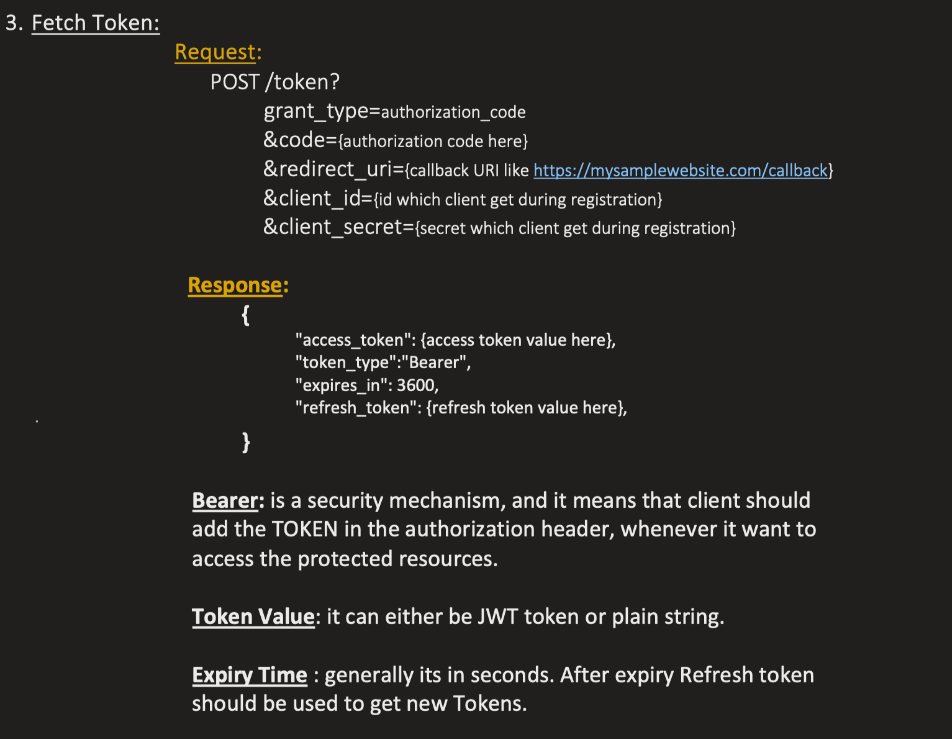 3. Fetch Token:
Request:
POST /token?
grant_type=authorization_code
&code={authorization code here}
&redirect_uri={callback URI like https://mysamplewebsite.com/callback}
&client_id={id which client get during registration}
&client_secret={secret which client get during registration}
Response:
{
"access_token": {access token value here},
"token_type":"Bearer",
"expires_in": 3600,
"refresh_token": {refresh token value here},
}
Bearer: is a security mechanism, and it means that client should
add the TOKEN in the authorization header, whenever it want to
access the protected resources.
Token Value: it can either be JWT token or plain string.
Expiry Time : generally its in seconds. After expiry Refresh token
should be used to get new Tokens.